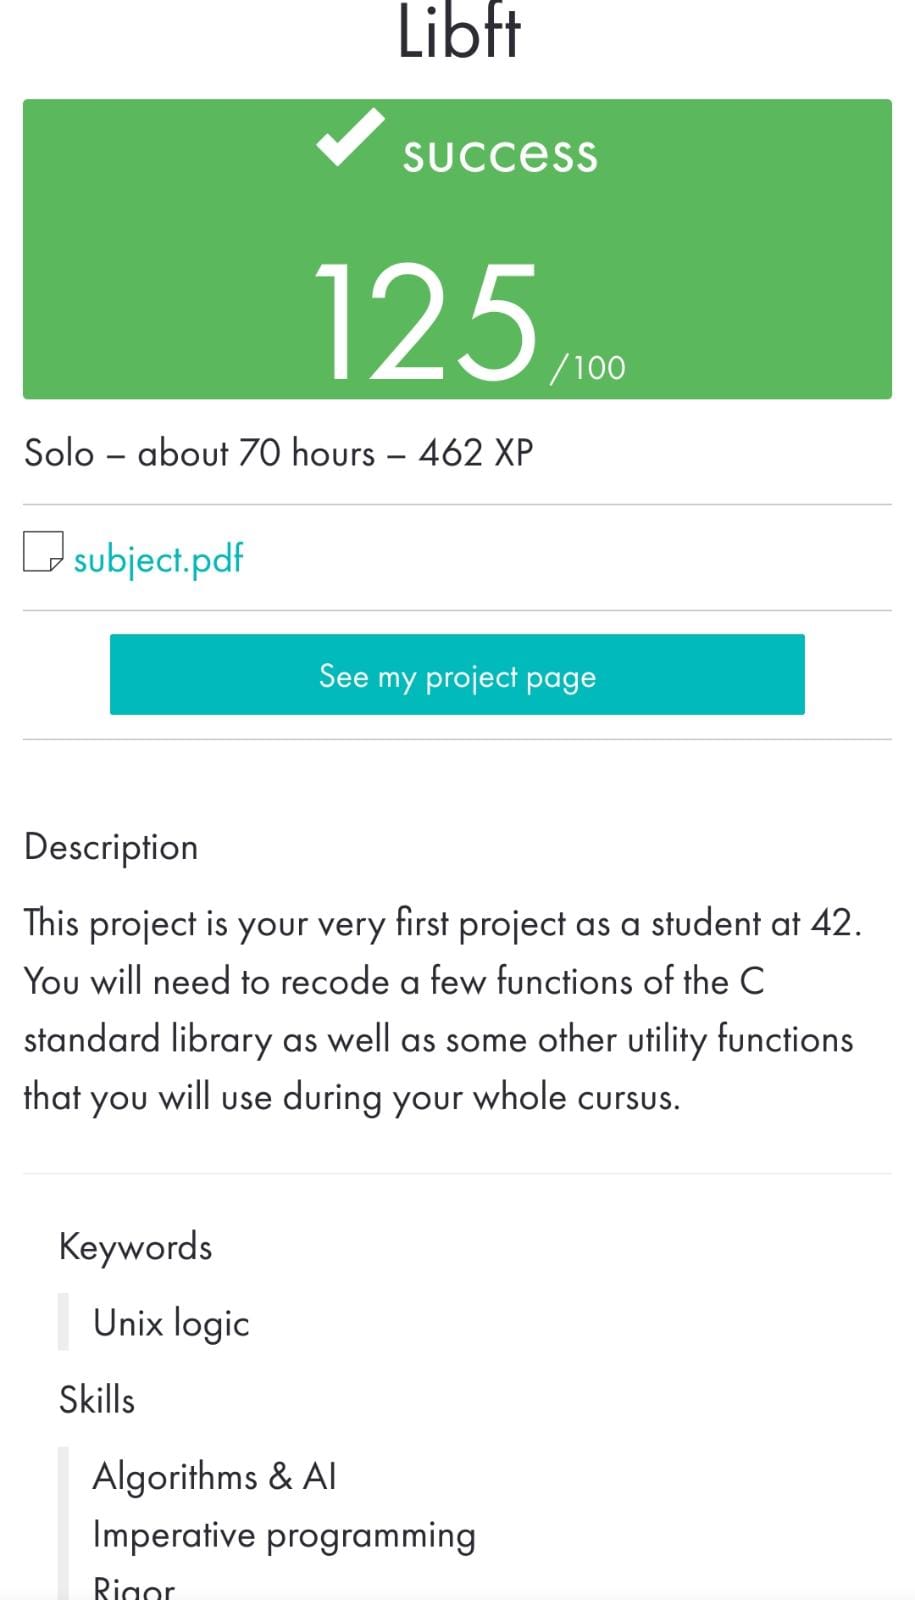 Libft
success
125/100
Solo – about 70 hours – 462 XP
subject.pdf
See my project page
Description
This project is your very first project as a student at 42.
You will need to recode a few functions of the C
standard library as well as some other utility functions
that you will use during your whole cursus.
Keywords
Unix logic
Skills
Algorithms & AI
Imperative programming
Rigor